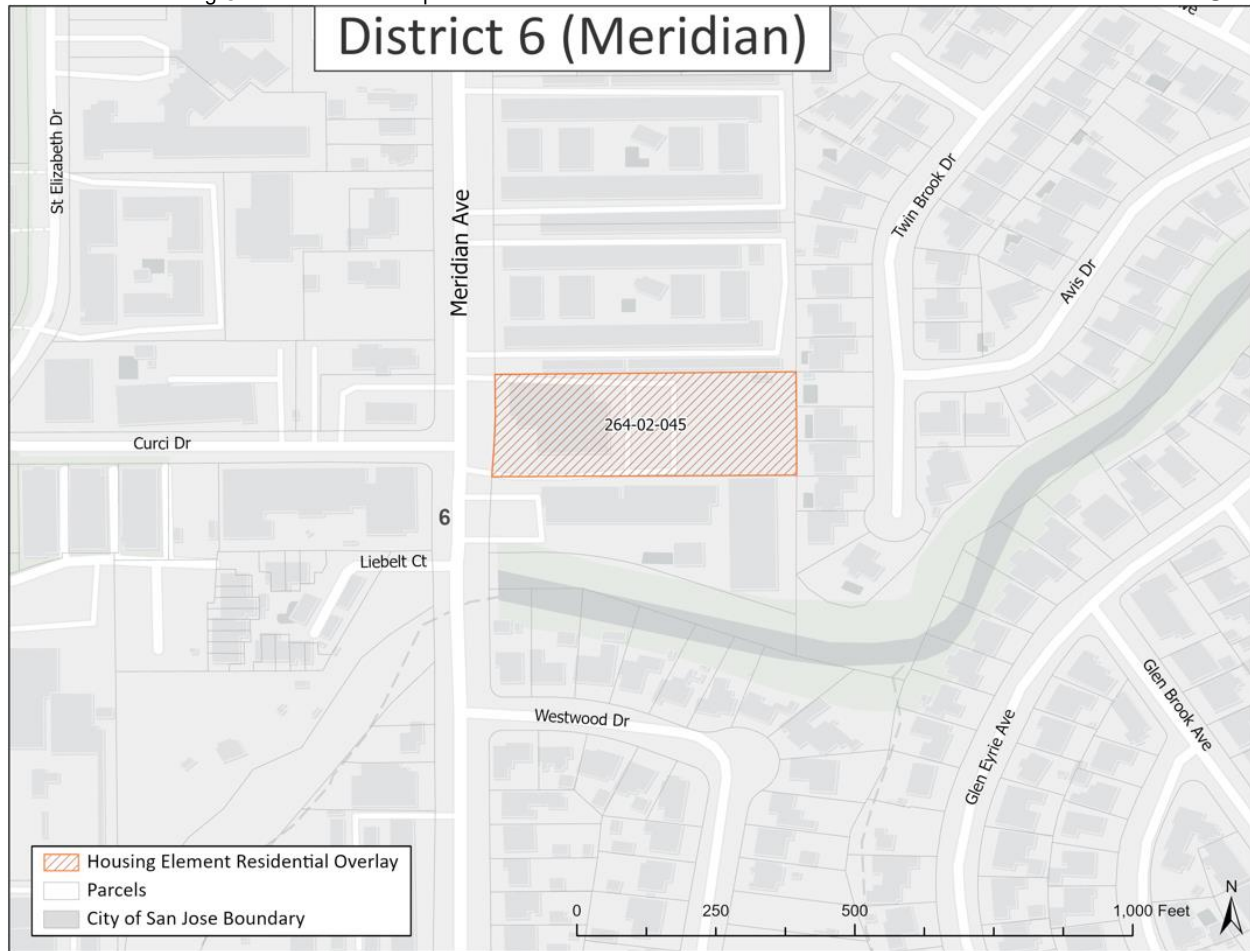 District 6 (Meridian)
St Elizabeth Dr
Meridian Ave
Twin Brook Dr
Avis Dr
264-02-045
Curci Dr
6
Liebelt Ct
Westwood Dr
Glen Eyrie Ave
Glen Brook Ave
Housing Element Residential Overlay
Parcels
City of San Jose Boundary
0 250 500 1,000 Feet
N